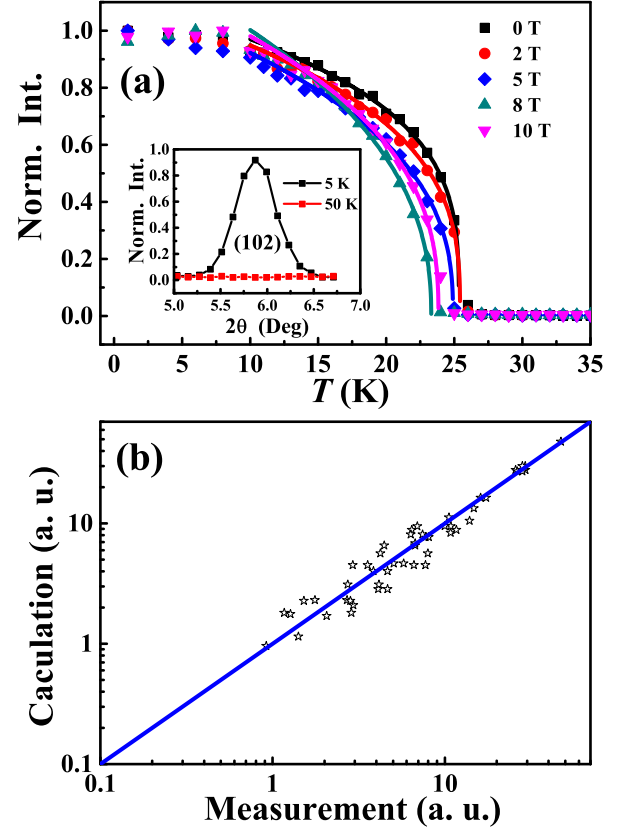 (a)
Norm. Int.
1.0
0.8
0.6
0.4
0.2
0.0
0 T
2 T
5 T
8 T
10 T
Norm. Int.
1.0
0.8
0.6
0.4
0.2
0.0
5 K
50 K
(102)
5.0 5.5 6.0 6.5 7.0
2θ (Deg)
0 5 10 15 20 25 30 35
T (K)
(b)
Caculation (a. u.)
10
1
0.1
0.1 1 10
Measurement (a. u.)